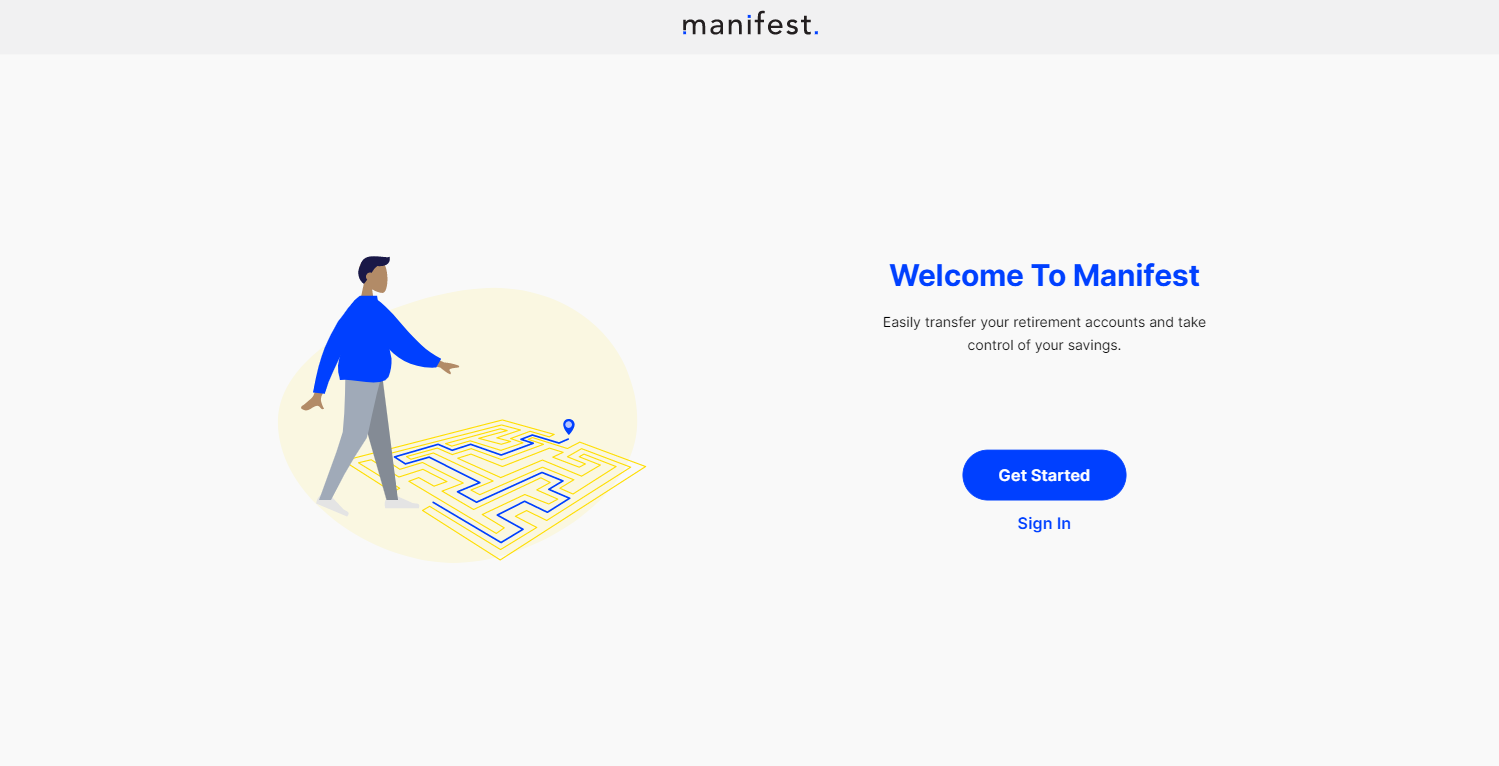 manifest.
Welcome To Manifest
Easily transfer your retirement accounts and take
control of your savings.
Get Started
Sign In